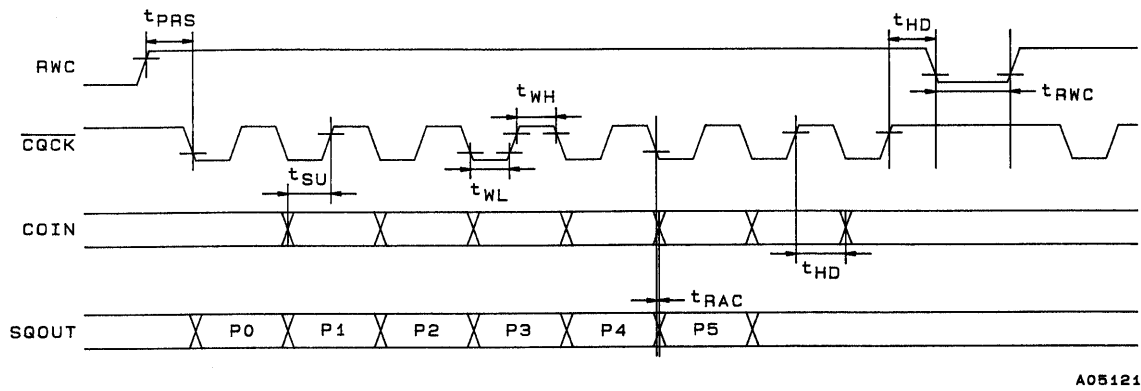 tPRS
tHD
RWC
tRWC
tWH
CQCK
tSU
tWL
COIN
tHD
tRAC
SQOUT
P0
P1
P2
P3
P4
P5
A05121